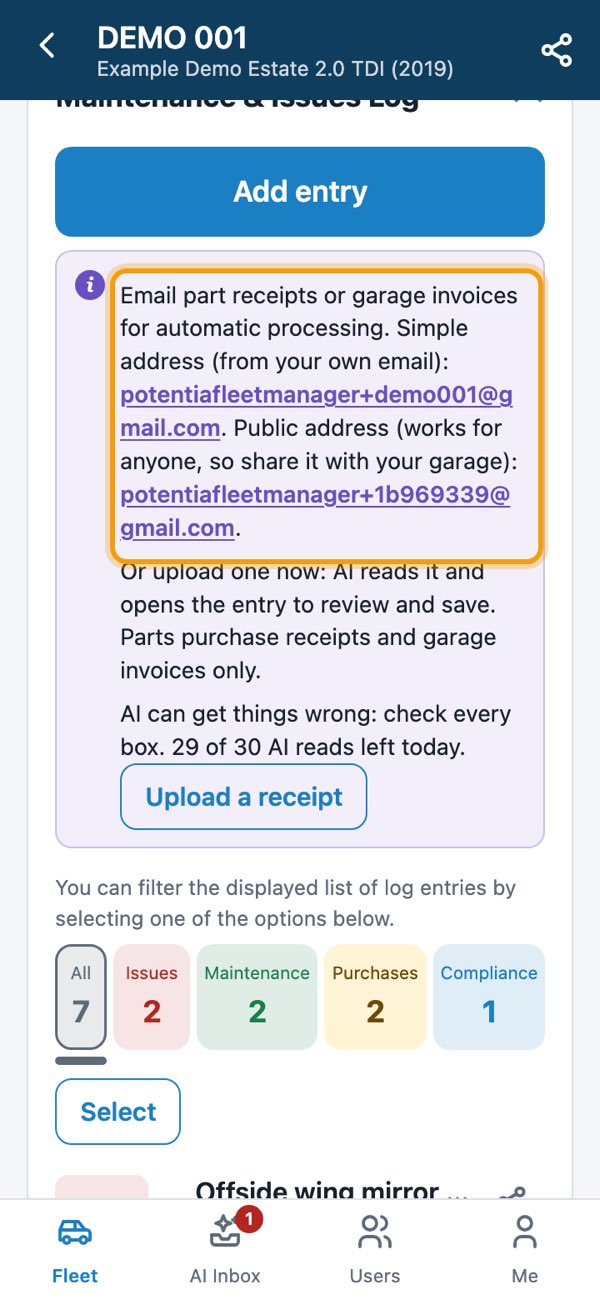 DEMO 001
Example Demo Estate 2.0 TDI (2019)
Maintenance & Issues Log
Add entry
Email part receipts or garage invoices
for automatic processing. Simple
address (from your own email):
potentiafleetmanager+demo001@g
mail.com. Public address (works for
anyone, so share it with your garage):
potentiafleetmanager+1b969339@
gmail.com.
Or upload one now: AI reads it and
opens the entry to review and save.
Parts purchase receipts and garage
invoices only.
AI can get things wrong: check every
box. 29 of 30 AI reads left today.
Upload a receipt
You can filter the displayed list of log entries by
selecting one of the options below.
All Issues Maintenance Purchases Compliance
7 2 2 2 1
Select
Offside wing mirror ...
1
Fleet AI Inbox Users Me